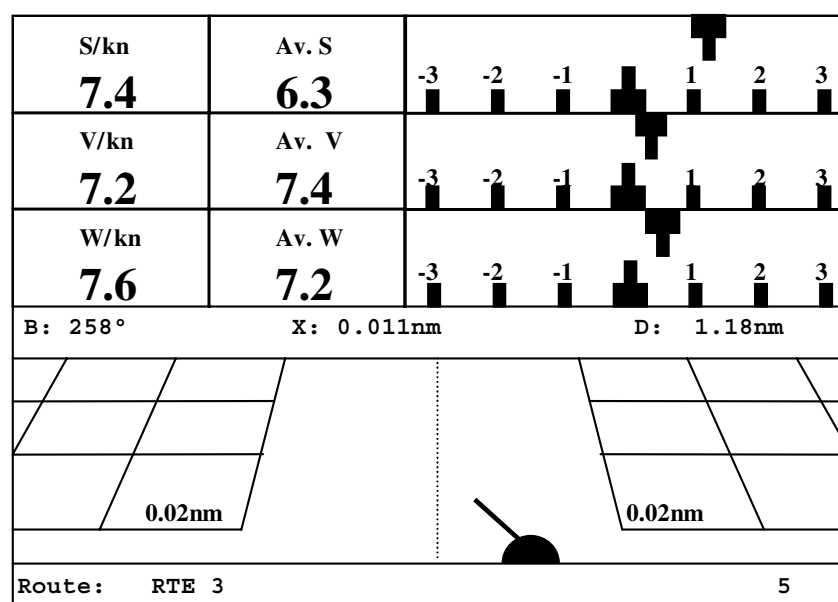 S/kn Av. S
7.4 6.3 -3 -2 -1 1 2 3
V/kn Av. V
7.2 7.4 -3 -2 -1 1 2 3
W/kn Av. W
7.6 7.2 -3 -2 -1 1 2 3
B: 258° X: 0.011nm D: 1.18nm
0.02nm 0.02nm
Route: RTE 3 5